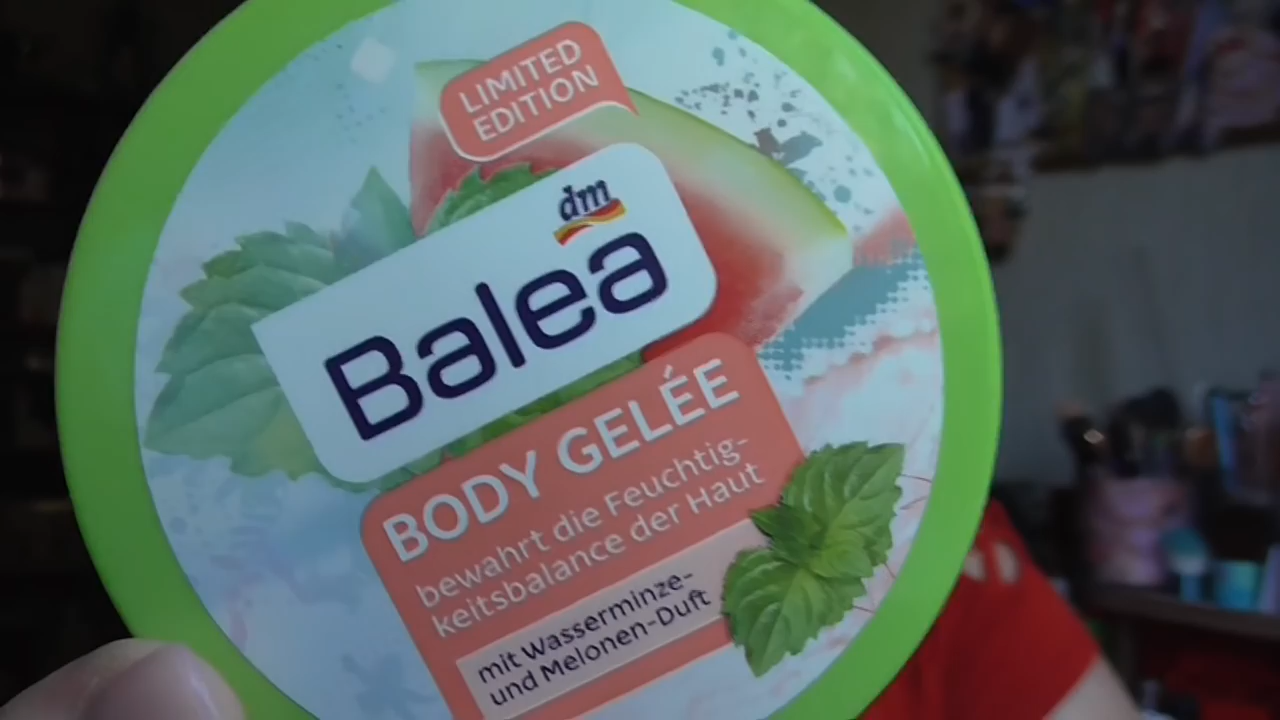 LIMITED
EDITION
dm
Balea
BODY GELÉE
bewahrt die Feuchtig-
keitsbalance der Haut
mit Wasserminze-
und Melonen-Duft